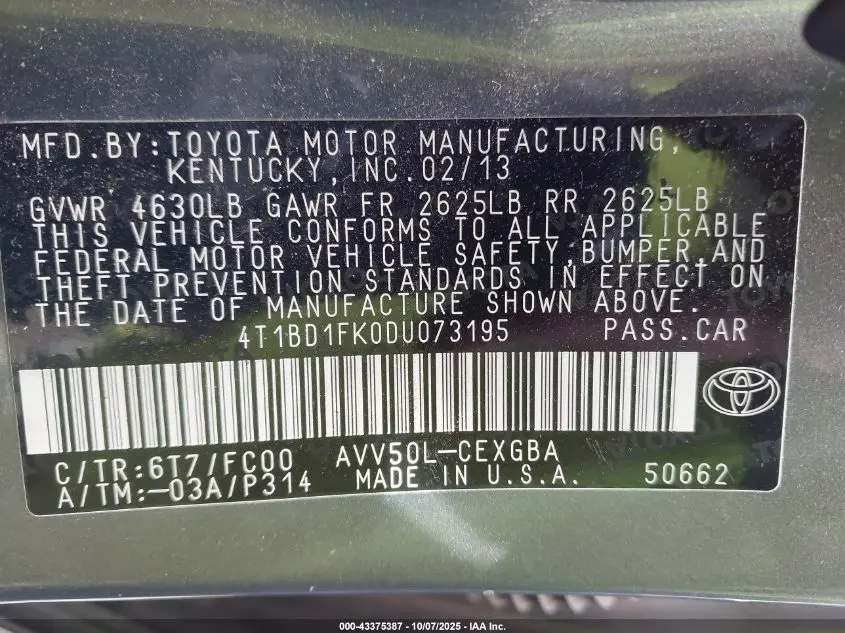 MFD.BY:TOYOTA MOTOR MANUFACTURING,
KENTUCKY,INC.02/13
GVWR 4630LB GAWR FR 2625LB RR 2625LB
THIS VEHICLE CONFORMS TO ALL APPLICABLE
FEDERAL MOTOR VEHICLE SAFETY,BUMPER,AND
THEFT PREVENTION STANDARDS IN EFFECT ON
THE DATE OF MANUFACTURE SHOWN ABOVE.
4T1BD1FK0DU073195 PASS.CAR
C/TR:6T7/FC00 AVV50L-CEXGBA
A/TM:-03A/P314 MADE IN U.S.A. 50662
000-43375387 - 10/07/2025 - IAA Inc.